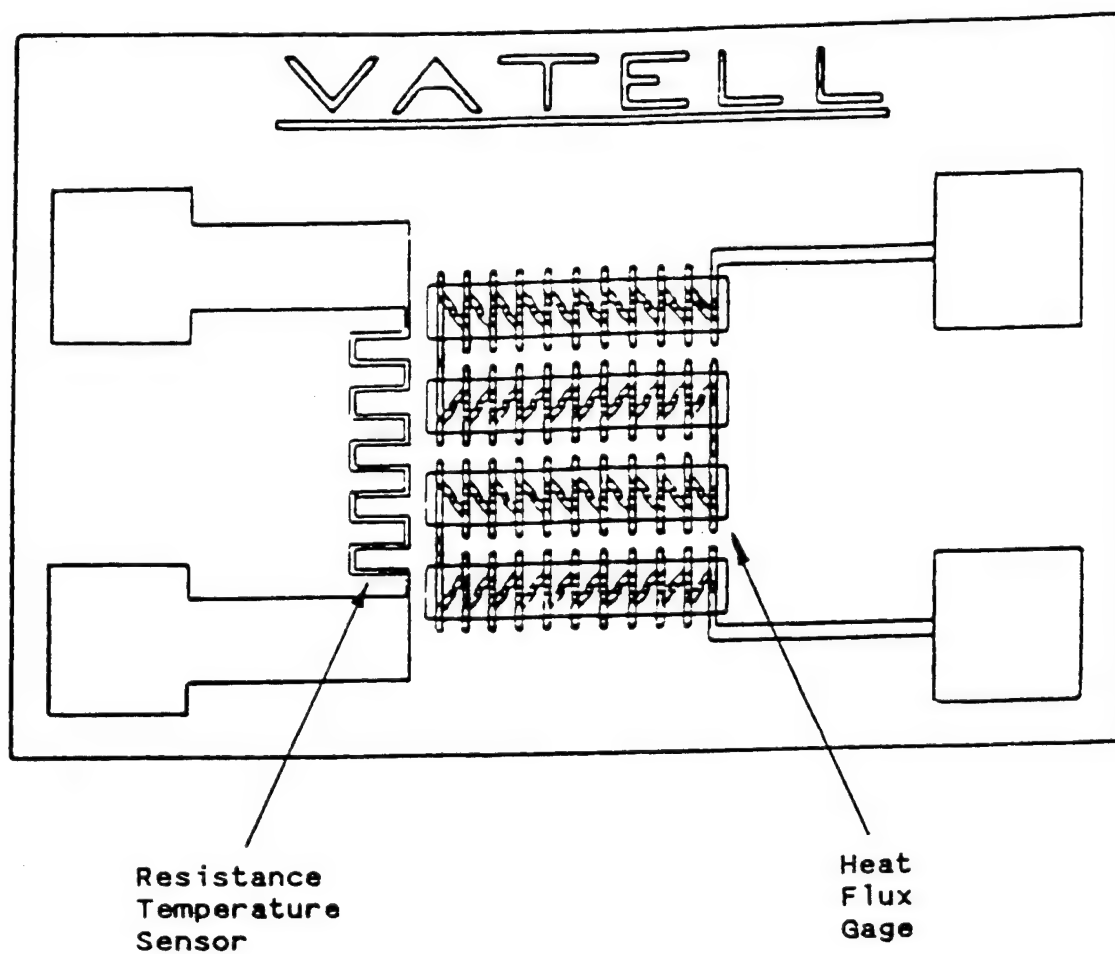 VATELL
Resistance
Temperature
Sensor
Heat
Flux
Gage